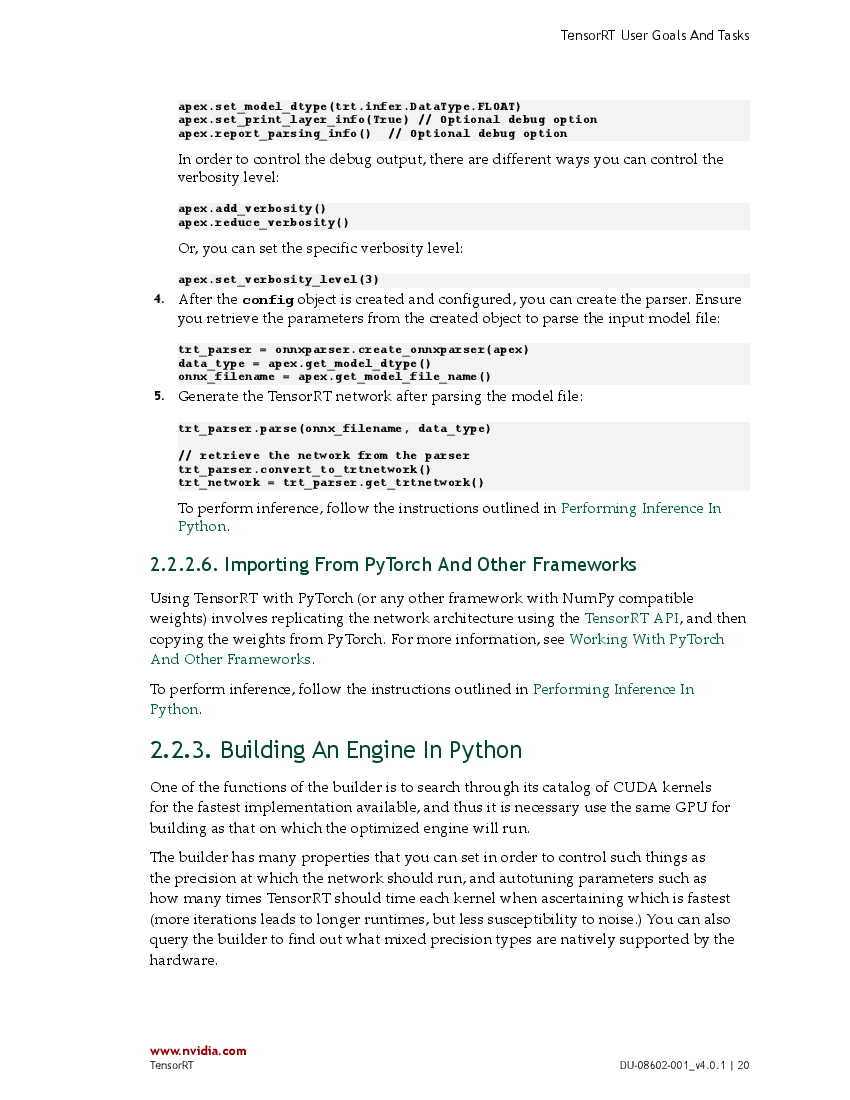 TensorRT User Goals And Tasks
apex.set_model_dtype(trt.infer.DataType.FLOAT)
apex.set_print_layer_info(True) // Optional debug option
apex.report_parsing_info()  // Optional debug option
In order to control the debug output, there are different ways you can control the
verbosity level:
apex.add_verbosity()
apex.reduce_verbosity()
Or, you can set the specific verbosity level:
apex.set_verbosity_level(3)
4. After the config object is created and configured, you can create the parser. Ensure
you retrieve the parameters from the created object to parse the input model file:
trt_parser = onnxparser.create_onnxparser(apex)
data_type = apex.get_model_dtype()
onnx_filename = apex.get_model_file_name()
5. Generate the TensorRT network after parsing the model file:
trt_parser.parse(onnx_filename, data_type)
// retrieve the network from the parser
trt_parser.convert_to_trtnetwork()
trt_network = trt_parser.get_trtnetwork()
To perform inference, follow the instructions outlined in Performing Inference In
Python.
2.2.2.6. Importing From PyTorch And Other Frameworks
Using TensorRT with PyTorch (or any other framework with NumPy compatible
weights) involves replicating the network architecture using the TensorRT API, and then
copying the weights from PyTorch. For more information, see Working With PyTorch
And Other Frameworks.
To perform inference, follow the instructions outlined in Performing Inference In
Python.
2.2.3. Building An Engine In Python
One of the functions of the builder is to search through its catalog of CUDA kernels
for the fastest implementation available, and thus it is necessary use the same GPU for
building as that on which the optimized engine will run.
The builder has many properties that you can set in order to control such things as
the precision at which the network should run, and autotuning parameters such as
how many times TensorRT should time each kernel when ascertaining which is fastest
(more iterations leads to longer runtimes, but less susceptibility to noise.) You can also
query the builder to find out what mixed precision types are natively supported by the
hardware.
www.nvidia.com
TensorRT DU-08602-001_v4.0.1 | 20